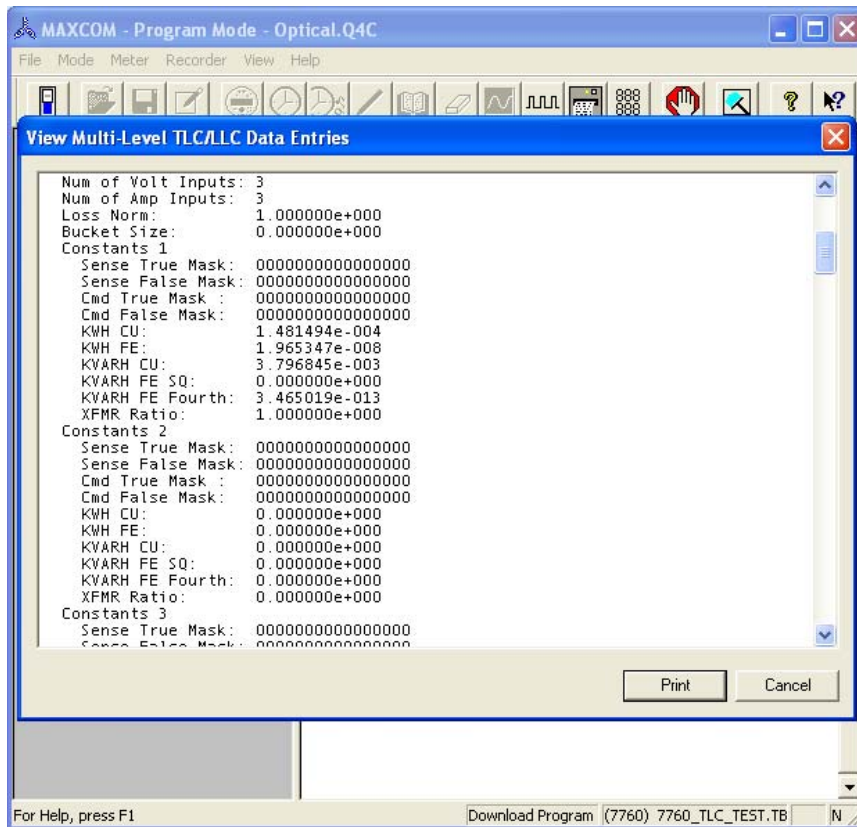 MAXCOM - Program Mode - Optical.Q4C
File Mode Meter Recorder View Help
View Multi-Level TLC/LLC Data Entries
Num of Volt Inputs: 3
Num of Amp Inputs: 3
Loss Norm: 1.000000e+000
Bucket Size: 0.000000e+000
Constants 1
Sense True Mask: 0000000000000000
Sense False Mask: 0000000000000000
Cmd True Mask : 0000000000000000
Cmd False Mask: 0000000000000000
KWH CU: 1.481494e-004
KWH FE: 1.965347e-008
KVARH CU: 3.796845e-003
KVARH FE SQ: 0.000000e+000
KVARH FE Fourth: 3.465019e-013
XFMR Ratio: 1.000000e+000
Constants 2
Sense True Mask: 0000000000000000
Sense False Mask: 0000000000000000
Cmd True Mask : 0000000000000000
Cmd False Mask: 0000000000000000
KWH CU: 0.000000e+000
KWH FE: 0.000000e+000
KVARH CU: 0.000000e+000
KVARH FE SQ: 0.000000e+000
KVARH FE Fourth: 0.000000e+000
XFMR Ratio: 0.000000e+000
Constants 3
Sense True Mask: 0000000000000000
Sense False Mask: 0000000000000000
Print Cancel
For Help, press F1 Download Program (7760) 7760_TLC_TEST.TB N